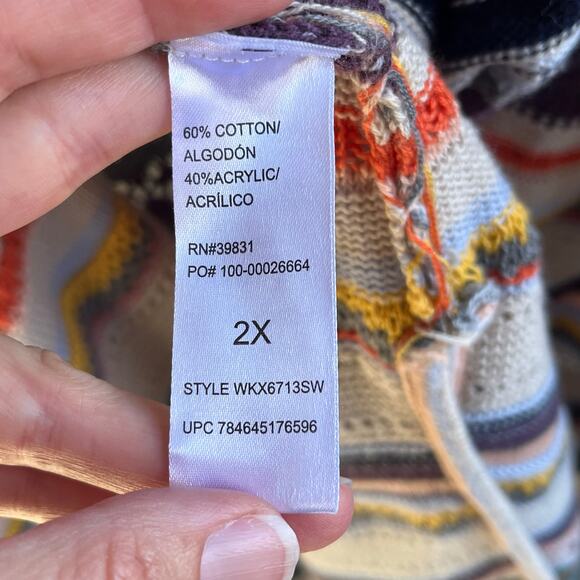 60% COTTON/
ALGODÓN
40%ACRYLIC/
ACRÍLICO
RN#39831
PO# 100-00026664
2X
STYLE WKX6713SW
UPC 784645176596